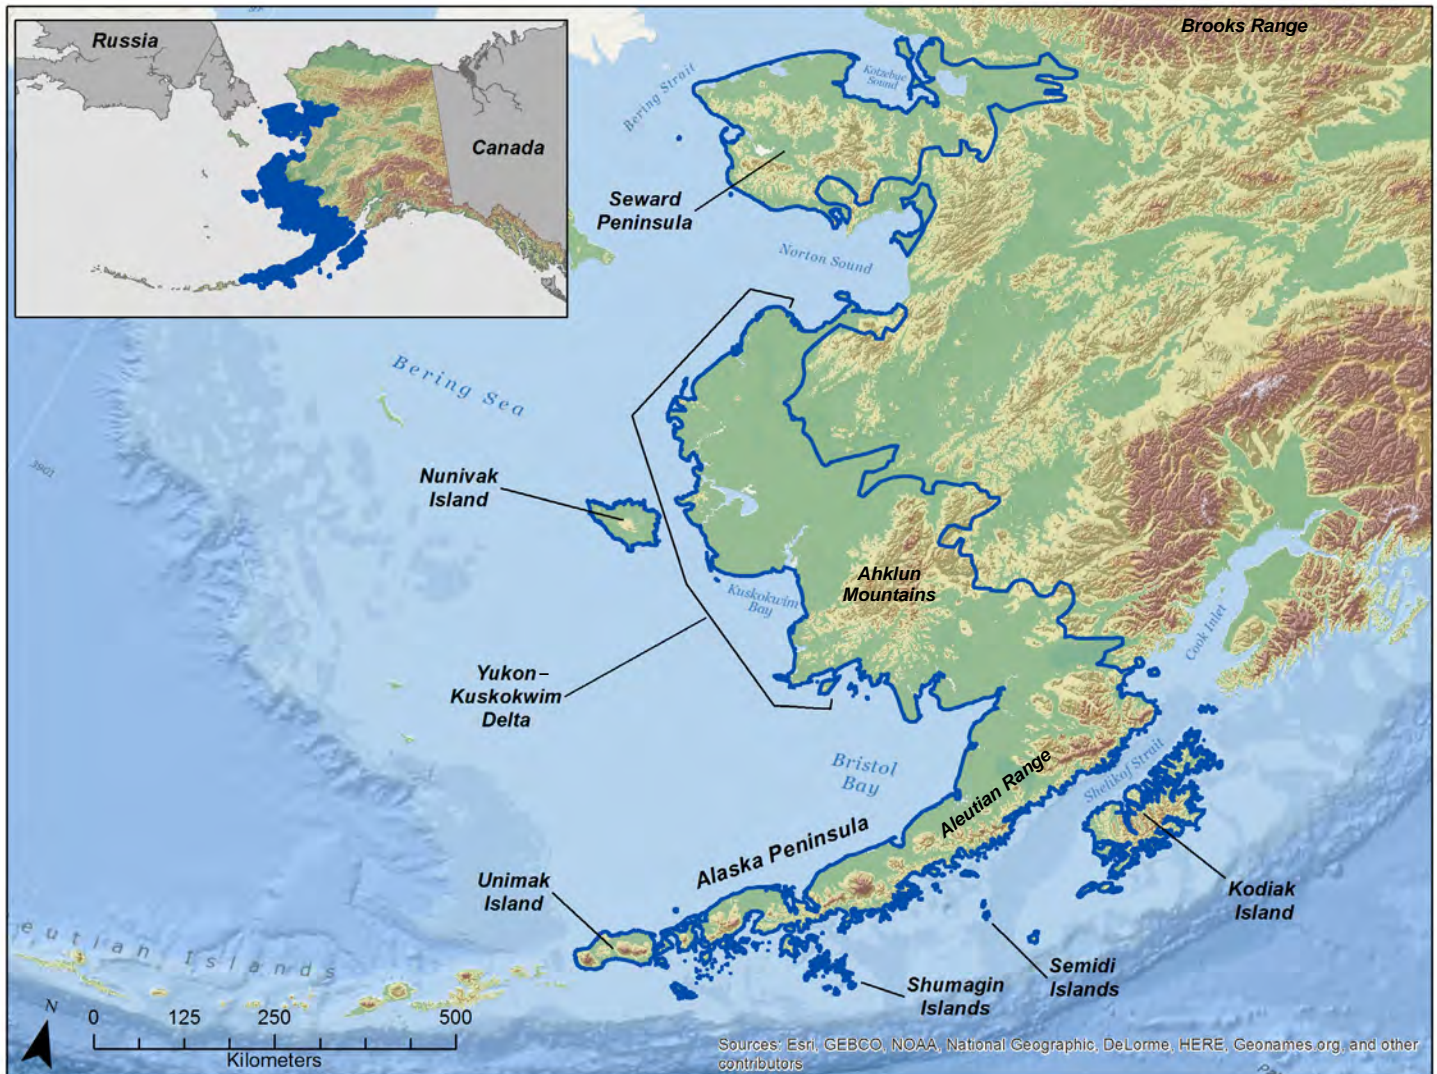 Russia
Canada
Brooks Range
Bering Strait
Kotzebue
Sound
Seward
Peninsula
Norton Sound
Bering Sea
Nunivak
Island
3901
Ahklun
Mountains
Kuskokwim
Bay
Cook Inlet
Yukon–
Kuskokwim
Delta
Bristol
Bay
Shelikof Strait
Aleutian Range
Alaska Peninsula
Unimak
Island
Kodiak
Island
eutian Islands
Semidi
Islands
Shumagin
Islands
N
0 125 250 500
Kilometers
Sources: Esri, GEBCO, NOAA, National Geographic, DeLorme, HERE, Geonames.org, and other
contributors